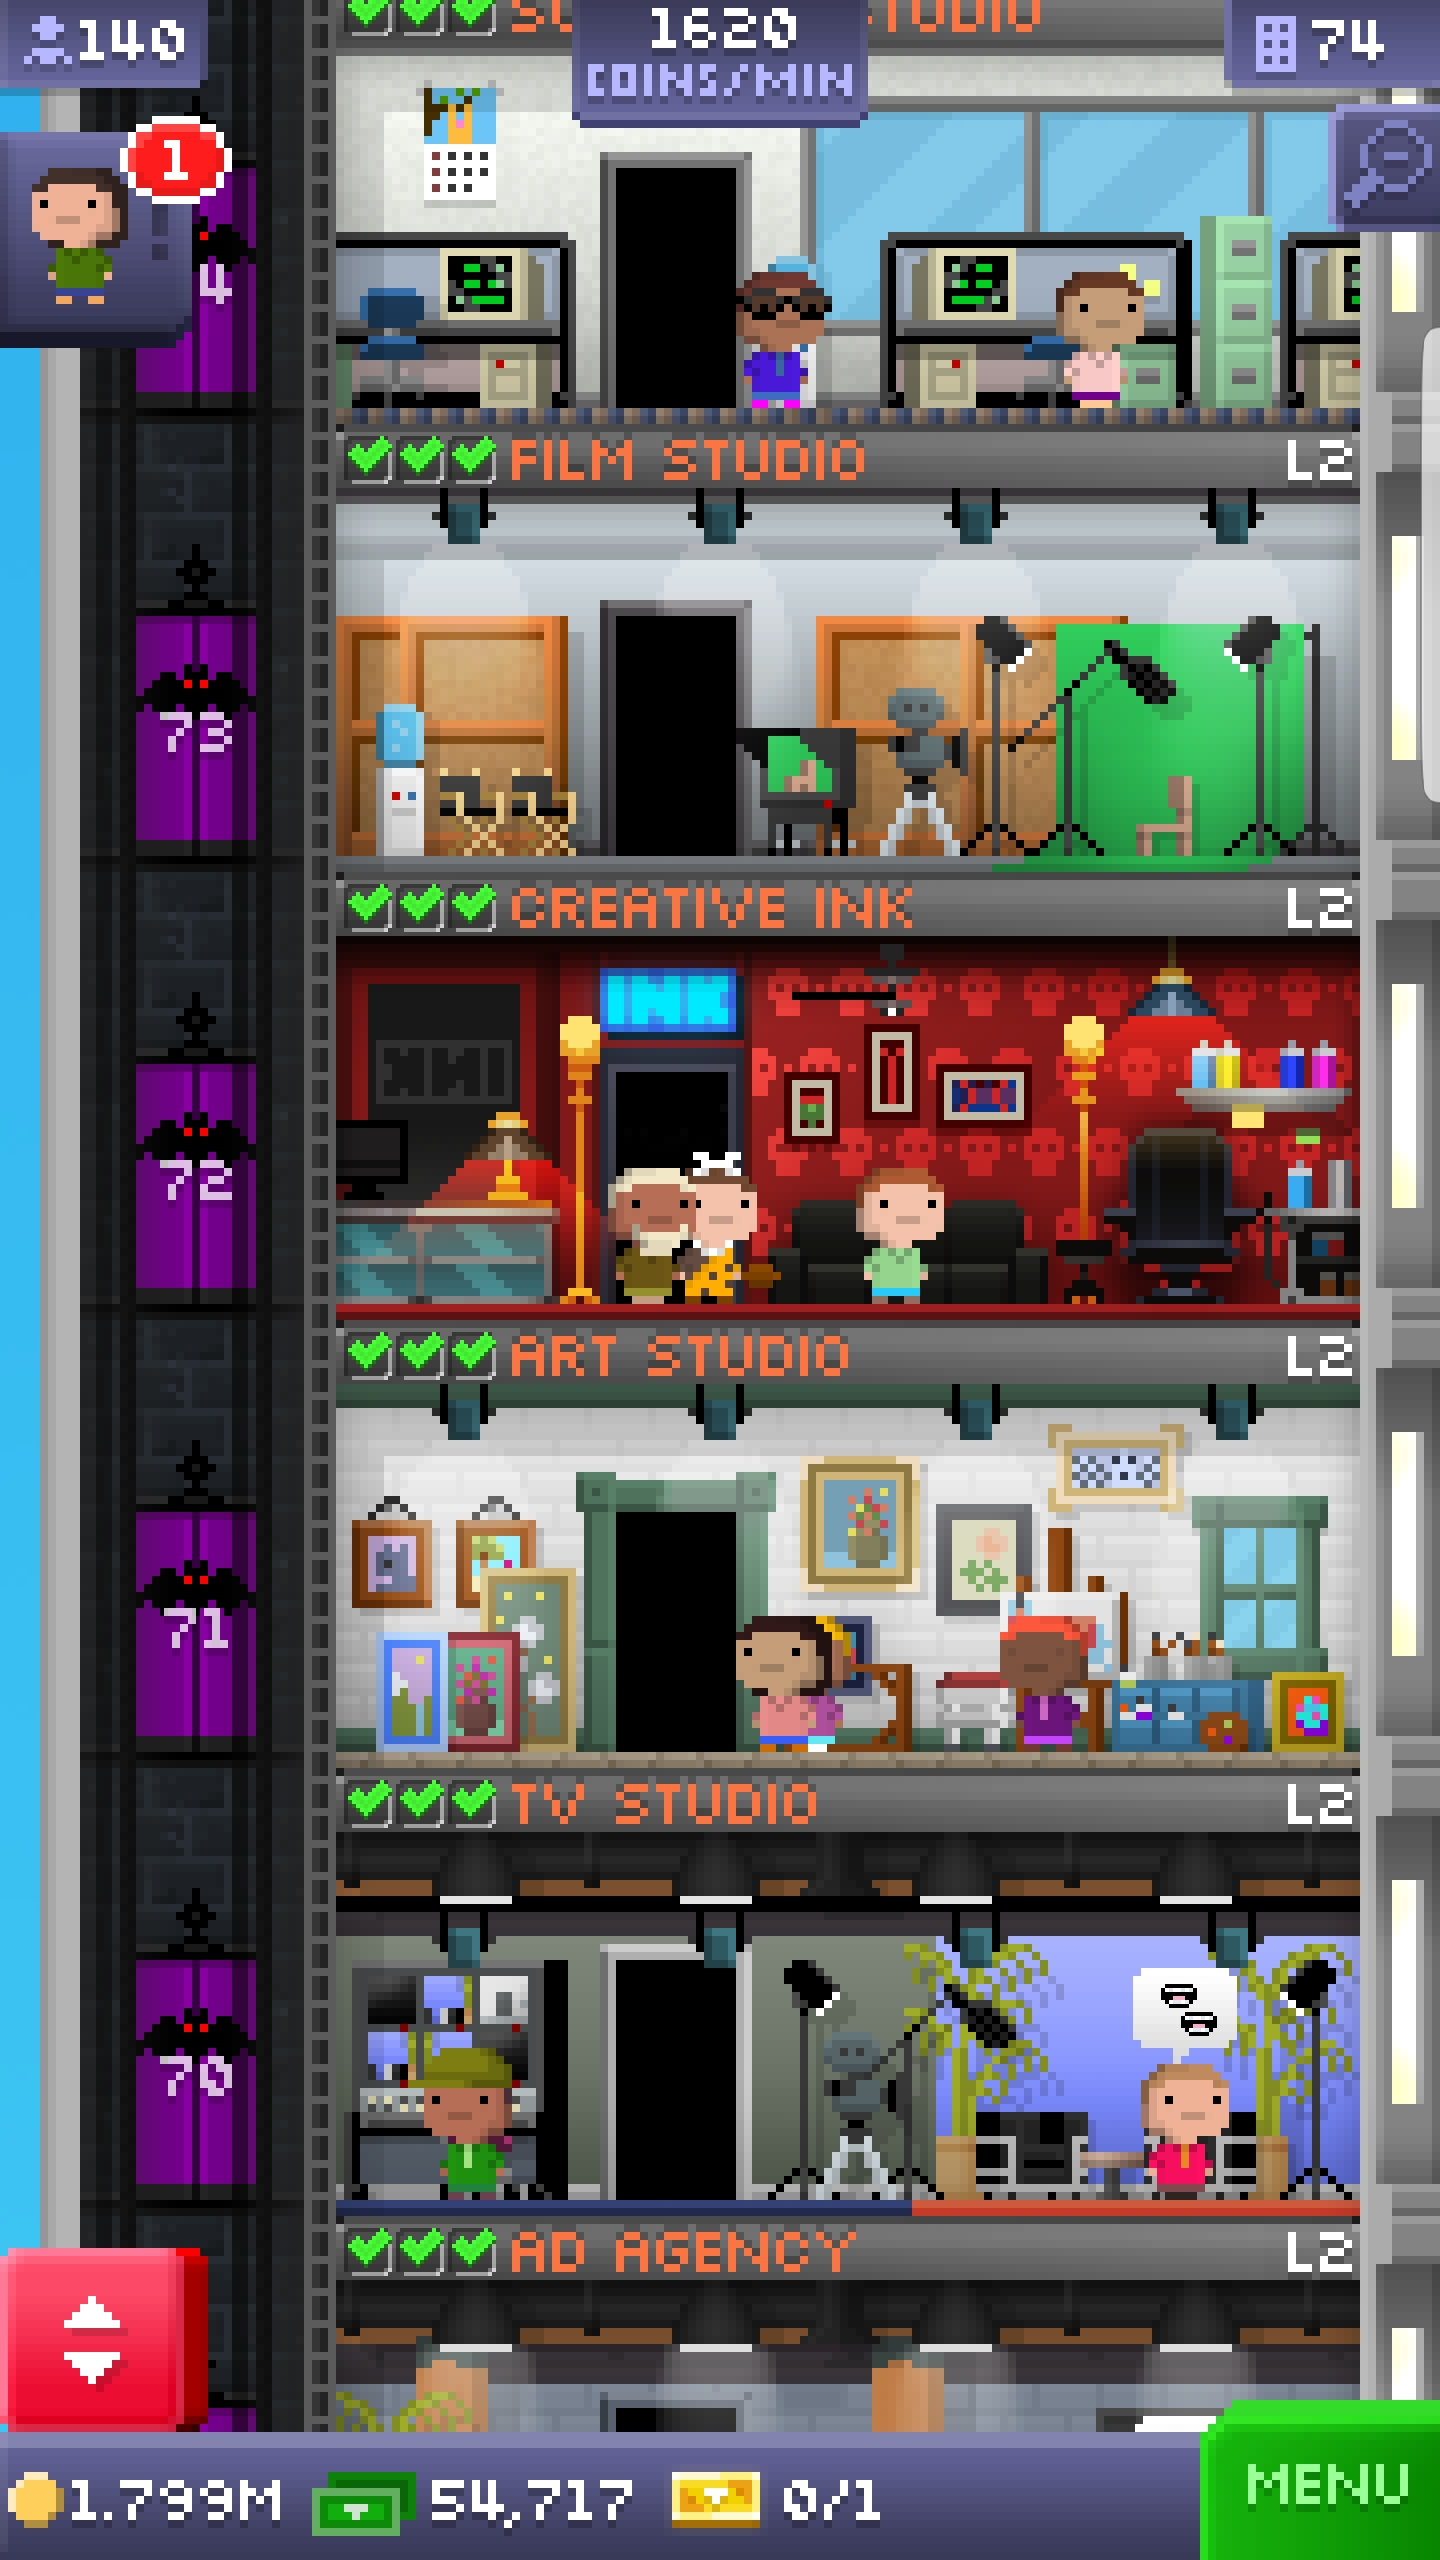 140
1620
COINS/MIN
74
1
4
FILM STUDIO L2
73
CREATIVE INK L2
INK
72
ART STUDIO L2
71
TV STUDIO L2
70
AD AGENCY L2
1.799M 54,717 0/1 MENU